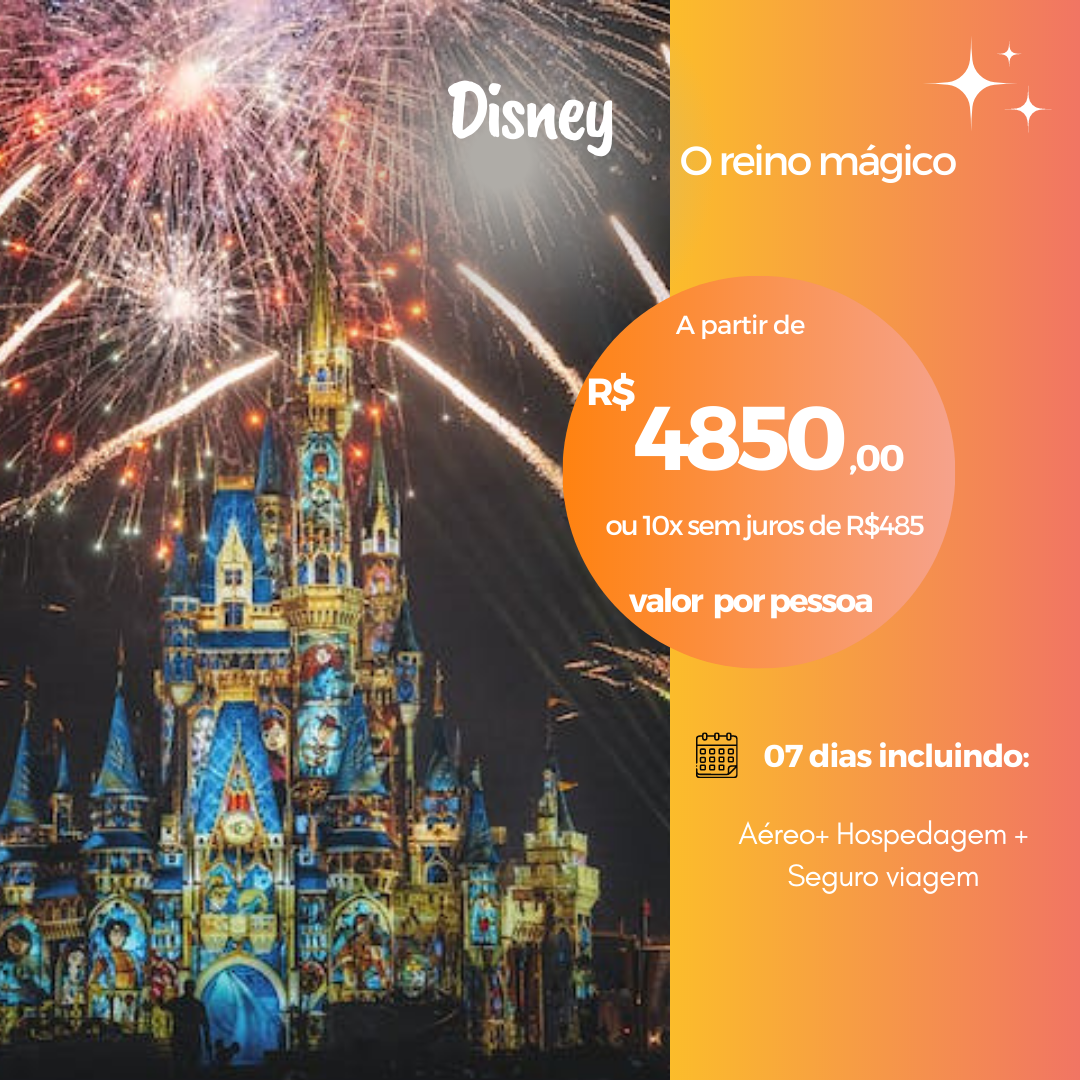 Disney
O reino mágico
A partir de
R$
4850,00
ou 10x sem juros de R$485
valor por pessoa
07 dias incluindo:
Aéreo+ Hospedagem +
Seguro viagem